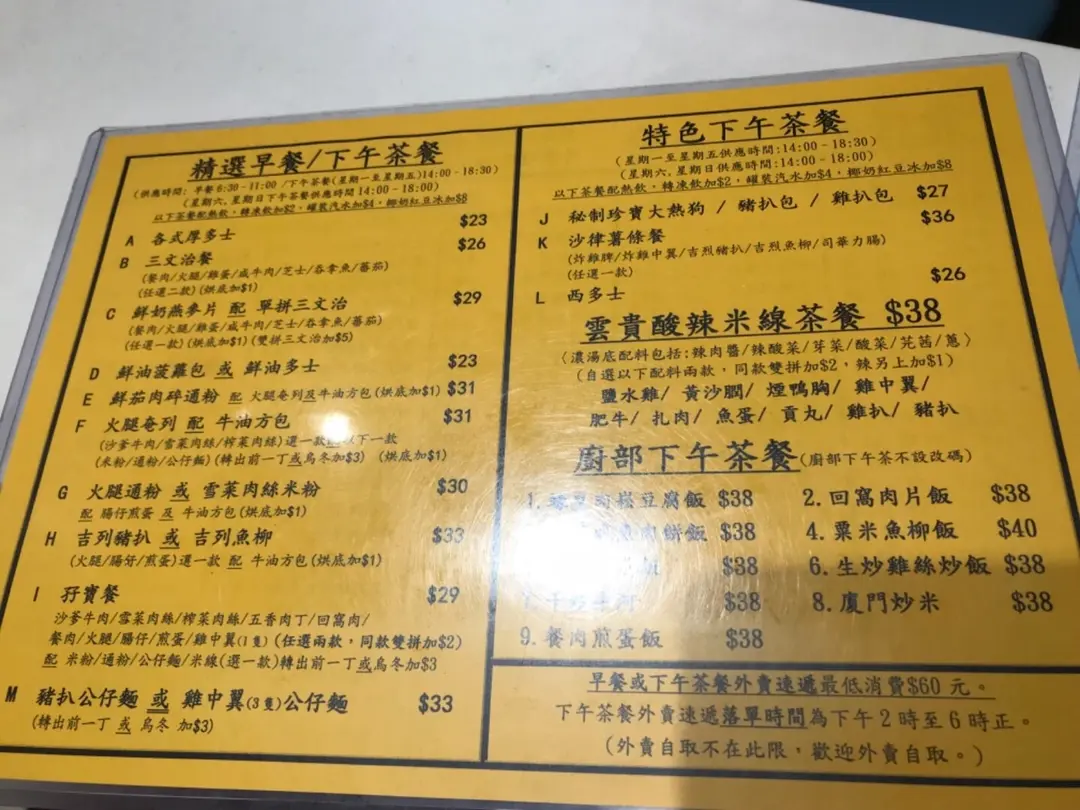 精選早餐/下午茶餐
(供應時間: 早餐 6:30 - 11:00 /下午茶餐(星期一至星期五)14:00 - 18:30)
(星期六, 星期日下午茶餐供應時間 14:00 - 18:00)
以下茶餐配熱飲，轉凍飲加$2，罐裝汽水加$4，椰奶紅豆冰加$8
A 各式厚多士 $23
B 三文治餐 $26
(餐肉/火腿/雞蛋/咸牛肉/芝士/吞拿魚/蕃茄)
(任選二款)(烘底加$1)
C 鮮奶燕麥片 配 單拼三文治 $29
(餐肉/火腿/雞蛋/咸牛肉/芝士/吞拿魚/蕃茄)
(任選一款)(烘底加$1)(雙拼三文治加$5)
D 鮮油菠蘿包 或 鮮油多士 $23
E 鮮茄肉碎通粉 配 火腿奄列及牛油方包(烘底加$1) $31
F 火腿奄列 配 牛油方包 $31
(沙爹牛肉/雪菜肉絲/榨菜肉絲)選一款 以下一款
(米粉/通粉/公仔麵)(轉出前一丁或烏冬加$3) (烘底加$1)
G 火腿通粉 或 雪菜肉絲米粉 $30
配 腸仔煎蛋 及 牛油方包(烘底加$1)
H 吉列豬扒 或 吉列魚柳 $33
(火腿/腸仔/煎蛋)選一款 配 牛油方包(烘底加$1)
I 孖寶餐 $29
沙爹牛肉/雪菜肉絲/榨菜肉絲/五香肉丁/回窩肉/
餐肉/火腿/腸仔/煎蛋/雞中翼(1隻)(任選兩款，同款雙拼加$2)
配 米粉/通粉/公仔麵/米線(選一款)轉出前一丁或烏冬加$3
M 豬扒公仔麵 或 雞中翼(3隻)公仔麵 $33
(轉出前一丁 或 烏冬 加$3)
特色下午茶餐
(星期一至星期五供應時間:14:00 - 18:30)
(星期六, 星期日供應時間:14:00 - 18:00)
以下茶餐配熱飲，轉凍飲加$2，罐裝汽水加$4，椰奶紅豆冰加$8
J 秘制珍寶大熱狗 / 豬扒包 / 雞扒包 $27
K 沙律薯條餐 $36
(炸雞髀/炸雞中翼/吉烈豬扒/吉烈魚柳/司華力腸)
(任選一款)
L 西多士 $26
雲貴酸辣米線茶餐 $38
(濃湯底配料包括:辣肉醬/辣酸菜/芽菜/酸菜/芫茜/蔥)
(自選以下配料兩款，同款雙拼加$2，辣另上加$1)
鹽水雞/ 黃沙膶/ 煙鴨胸/ 雞中翼/
肥牛/ 扎肉/ 魚蛋/ 貢丸/ 雞扒/ 豬扒
廚部下午茶餐(廚部下午茶不設改碼)
1. 豆腐飯 $38
2. 回窩肉片飯 $38
肉餅飯 $38
4. 粟米魚柳飯 $40
$38
6. 生炒雞絲炒飯 $38
$38
8. 廈門炒米 $38
9. 餐肉煎蛋飯 $38
早餐或下午茶餐外賣速遞最低消費$60 元。
下午茶餐外賣速遞落單時間為下午 2 時至 6 時正。
(外賣自取不在此限，歡迎外賣自取。)